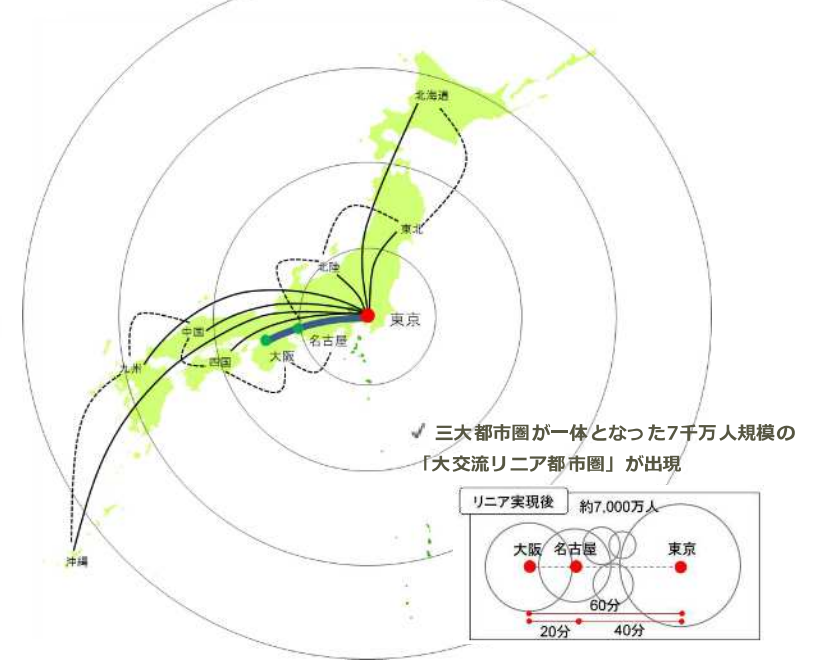 北海道
東北
北陸
東京
中国
名古屋
大阪
四国
九州
沖縄
三大都市圏が一体となった7千万人規模の
「大交流リニア都市圏」が出現
リニア実現後
約7,000万人
大阪 名古屋 東京
60分
20分 40分